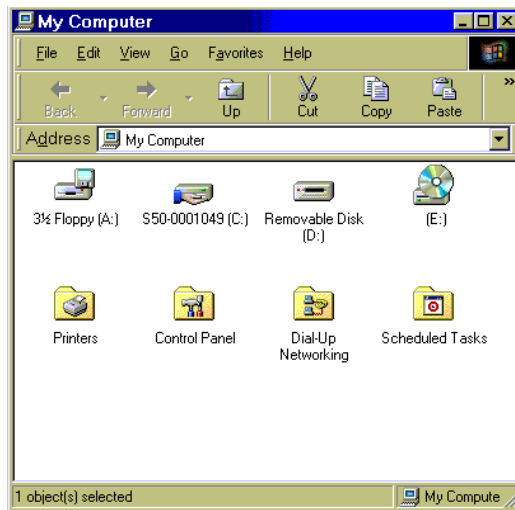 My Computer
File Edit View Go Favorites Help
Back Forward Up Cut Copy Paste »
Address My Computer
3½ Floppy (A:) S50-0001049 (C:) Removable Disk (D:) (E:)
Printers Control Panel Dial-Up Networking Scheduled Tasks
1 object(s) selected My Compute